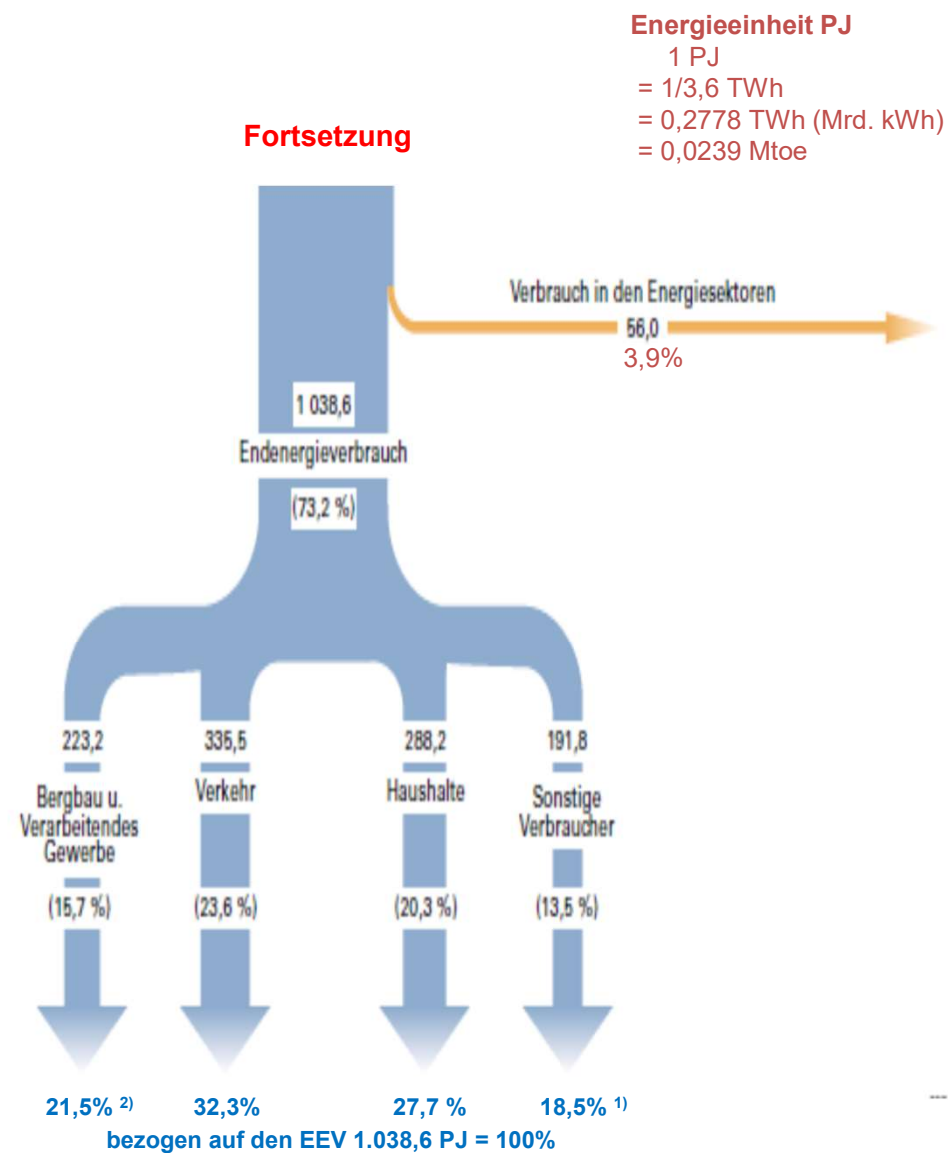 Energieeinheit PJ
1 PJ
= 1/3,6 TWh
= 0,2778 TWh (Mrd. kWh)
= 0,0239 Mtoe
Fortsetzung
Verbrauch in den Energiesektoren
56,0
3,9%
1 038,6
Endenergieverbrauch
(73,2 %)
223,2
Bergbau u.
Verarbeitendes
Gewerbe
(15,7 %)
335,5
Verkehr
(23,6 %)
288,2
Haushalte
(20,3 %)
191,8
Sonstige
Verbraucher
(13,5 %)
21,5% 2) 32,3% 27,7 % 18,5% 1)
bezogen auf den EEV 1.038,6 PJ = 100%
---